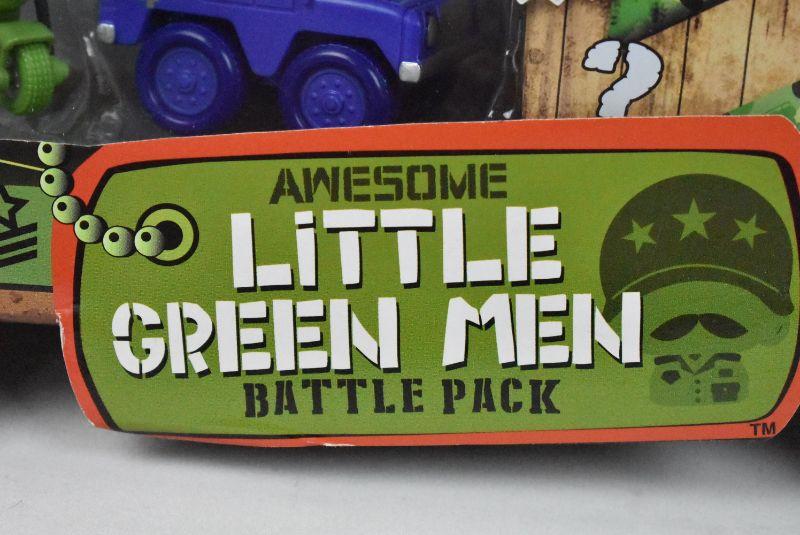 ?
AWESOME
LiTTLE
GREEN MEN
BATTLE PACK
TM